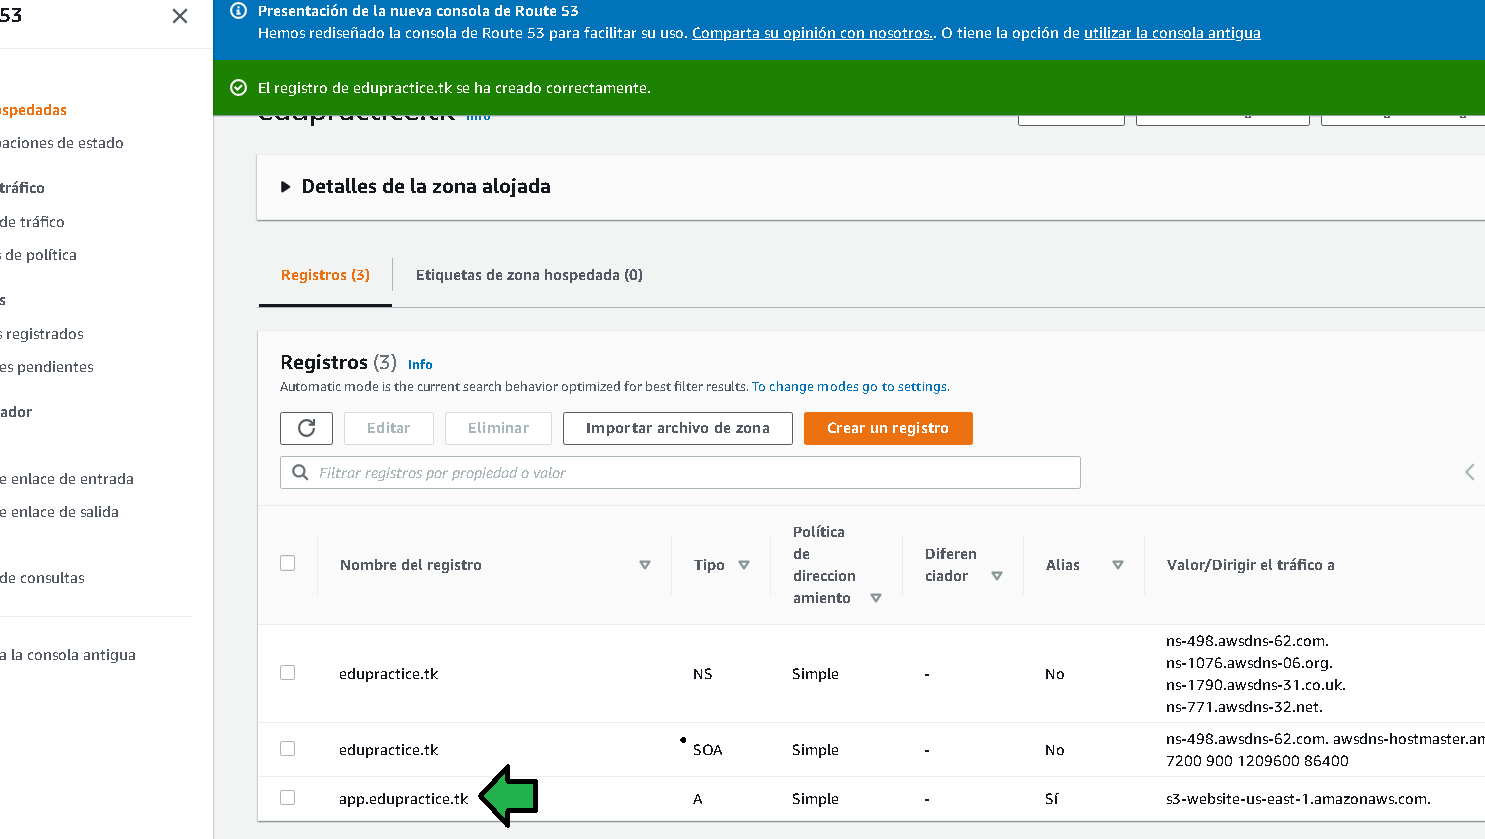 53
Presentación de la nueva consola de Route 53
Hemos rediseñado la consola de Route 53 para facilitar su uso. Comparta su opinión con nosotros.. O tiene la opción de utilizar la consola antigua
El registro de edupractice.tk se ha creado correctamente.
edupractice.tk Info
ospedadas
baciones de estado
tráfico
de tráfico
s de política
s
s registrados
es pendientes
ador
e enlace de entrada
e enlace de salida
de consultas
a la consola antigua
Detalles de la zona alojada
Registros (3)
Etiquetas de zona hospedada (0)
Registros (3) Info
Automatic mode is the current search behavior optimized for best filter results. To change modes go to settings.
Editar
Eliminar
Importar archivo de zona
Crear un registro
Filtrar registros por propiedad o valor
Nombre del registro
Tipo
Política
de
direccion
amiento
Diferen
ciador
Alias
Valor/Dirigir el tráfico a
edupractice.tk NS Simple - No
ns-498.awsdns-62.com.
ns-1076.awsdns-06.org.
ns-1790.awsdns-31.co.uk.
ns-771.awsdns-32.net.
edupractice.tk SOA Simple - No
ns-498.awsdns-62.com. awsdns-hostmaster.am
7200 900 1209600 86400
app.edupractice.tk A Simple - Sí s3-website-us-east-1.amazonaws.com.